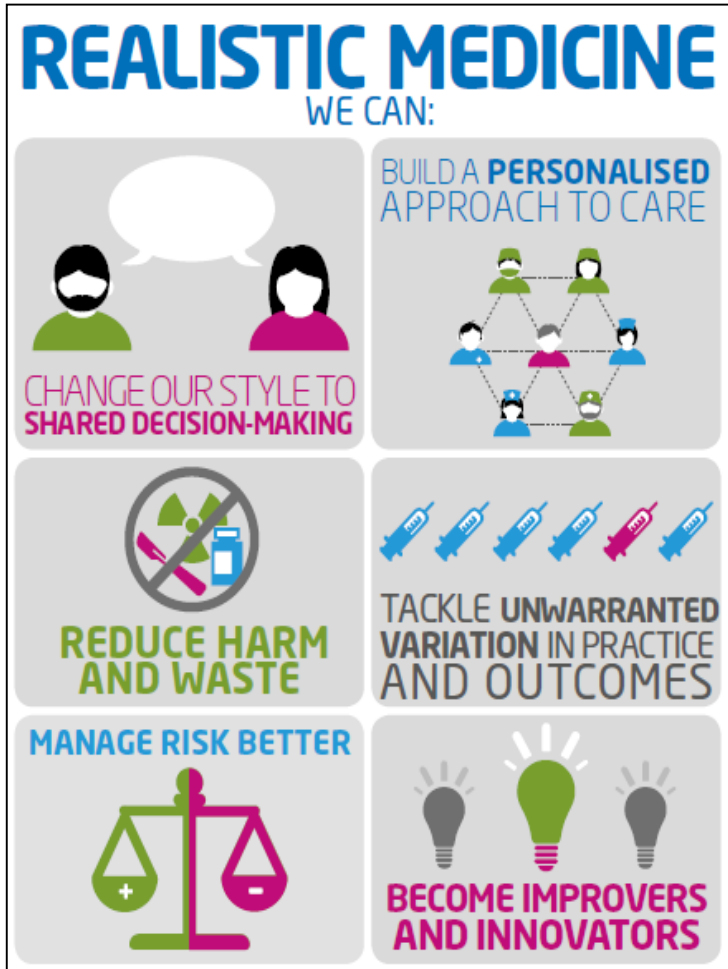 REALISTIC MEDICINE
WE CAN:
CHANGE OUR STYLE TO
SHARED DECISION-MAKING
BUILD A PERSONALISED
APPROACH TO CARE
REDUCE HARM
AND WASTE
TACKLE UNWARRANTED
VARIATION IN PRACTICE
AND OUTCOMES
MANAGE RISK BETTER
+
-
BECOME IMPROVERS
AND INNOVATORS